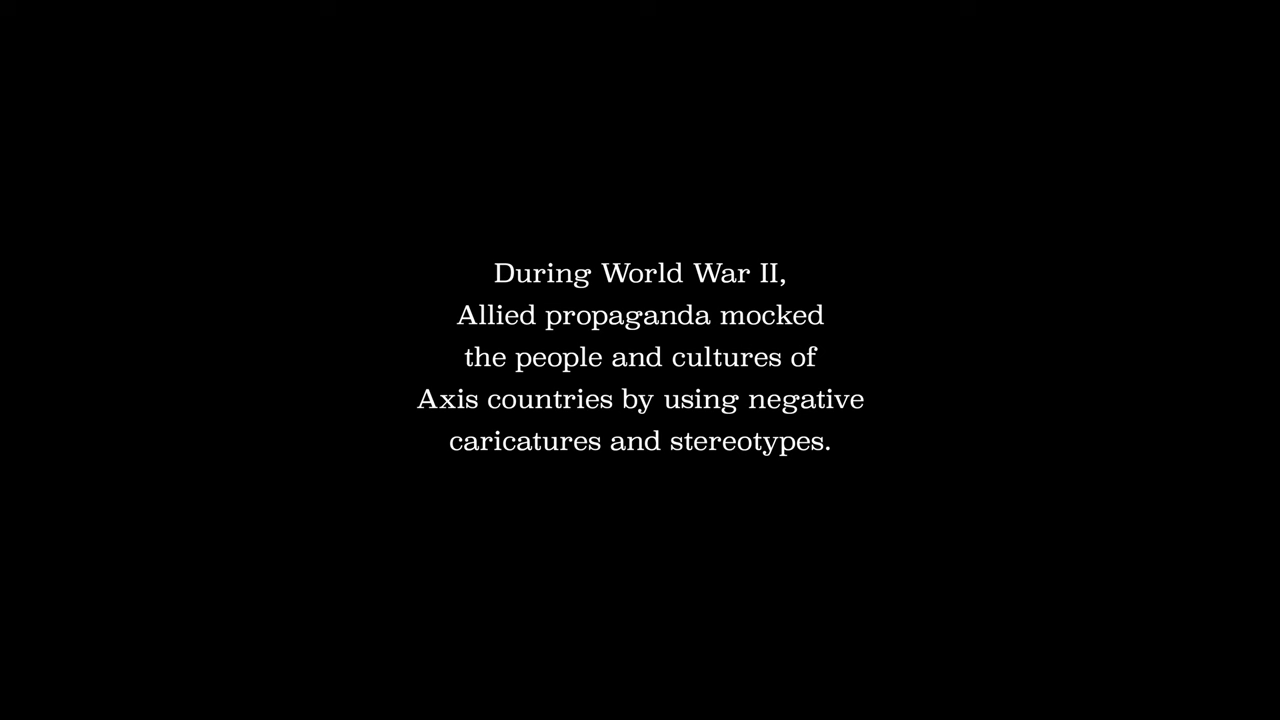 During World War II,
Allied propaganda mocked
the people and cultures of
Axis countries by using negative
caricatures and stereotypes.